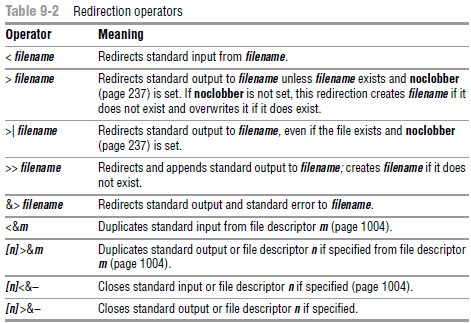 Table 9-2 Redirection operators
Operator Meaning
< filename Redirects standard input from filename.
> filename Redirects standard output to filename unless filename exists and noclobber
(page 237) is set. If noclobber is not set, this redirection creates filename if it
does not exist and overwrites it if it does exist.
>| filename Redirects standard output to filename, even if the file exists and noclobber
(page 237) is set.
>> filename Redirects and appends standard output to filename; creates filename if it does
not exist.
&> filename Redirects standard output and standard error to filename.
<&m Duplicates standard input from file descriptor m (page 1004).
[n]>&m Duplicates standard output or file descriptor n if specified from file descriptor
m (page 1004).
[n]<&– Closes standard input or file descriptor n if specified (page 1004).
[n]>&– Closes standard output or file descriptor n if specified.